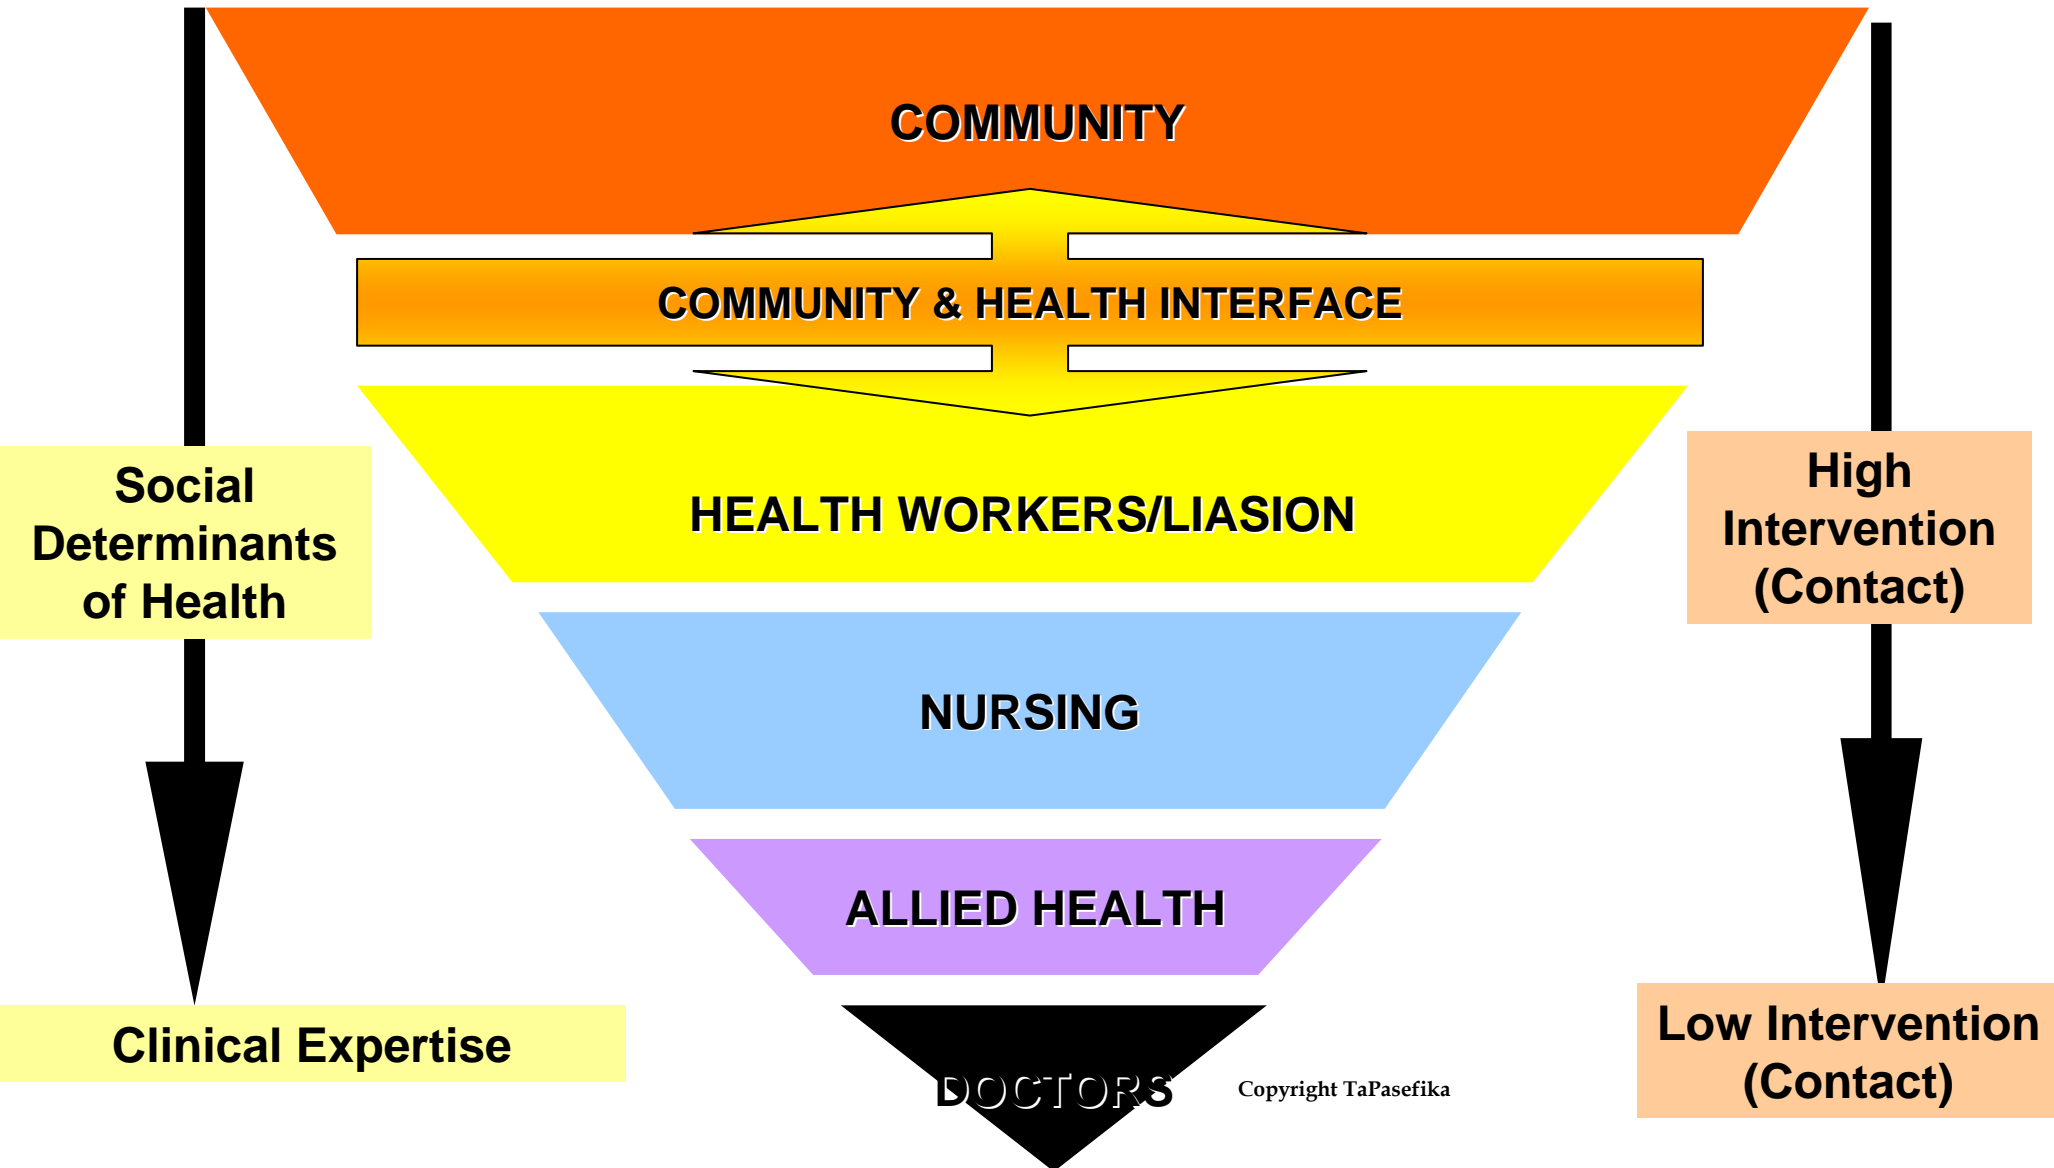 COMMUNITY
COMMUNITY & HEALTH INTERFACE
Social
Determinants
of Health
High
Intervention
(Contact)
HEALTH WORKERS/LIASION
NURSING
ALLIED HEALTH
Clinical Expertise
DOCTORS
Copyright TaPasefika
Low Intervention
(Contact)